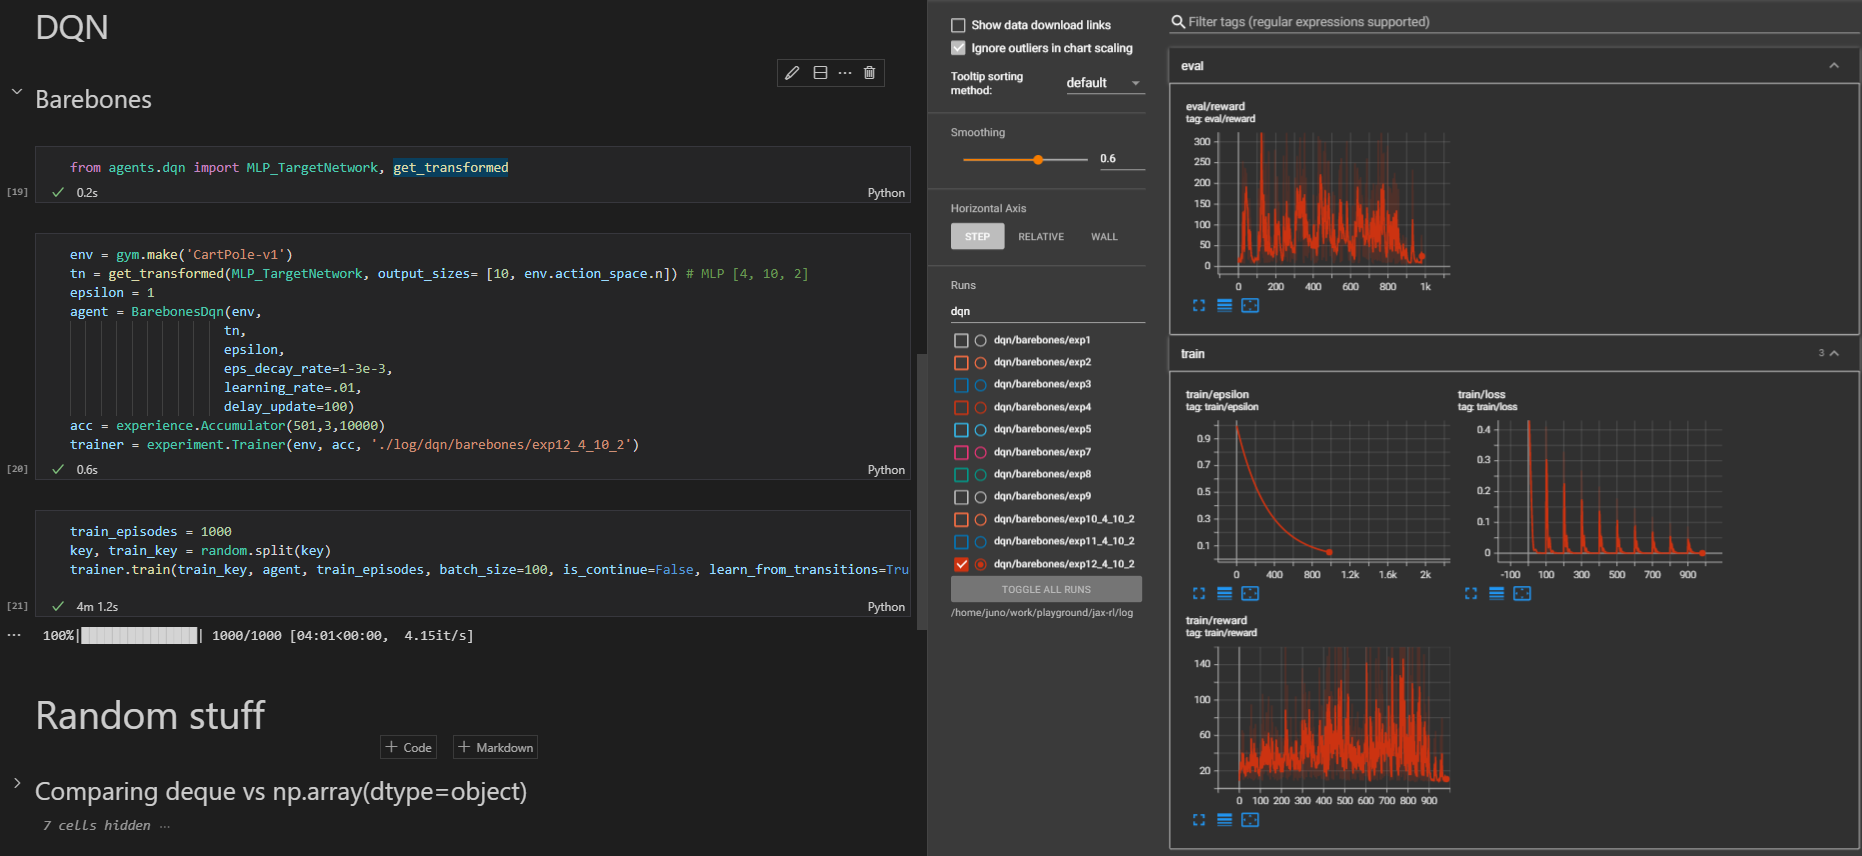 DQN
Barebones
from agents.dqn import MLP_TargetNetwork, get_transformed
[19]
0.2s
Python
env = gym.make('CartPole-v1')
tn = get_transformed(MLP_TargetNetwork, output_sizes= [10, env.action_space.n]) # MLP [4, 10, 2]
epsilon = 1
agent = BarebonesDqn(env,
tn,
epsilon,
eps_decay_rate=1-3e-3,
learning_rate=.01,
delay_update=100)
acc = experience.Accumulator(501,3,10000)
trainer = experiment.Trainer(env, acc, './log/dqn/barebones/exp12_4_10_2')
[20]
0.6s
Python
train_episodes = 1000
key, train_key = random.split(key)
trainer.train(train_key, agent, train_episodes, batch_size=100, is_continue=False, learn_from_transitions=Tru
[21]
4m 1.2s
Python
... 100%| | 1000/1000 [04:01<00:00, 4.15it/s]
Random stuff
+ Code + Markdown
Comparing deque vs np.array(dtype=object)
7 cells hidden ...
Show data download links
Ignore outliers in chart scaling
Tooltip sorting
method:
default
Smoothing
0.6
Horizontal Axis
STEP RELATIVE WALL
Runs
dqn
dqn/barebones/exp1
dqn/barebones/exp2
dqn/barebones/exp3
dqn/barebones/exp4
dqn/barebones/exp5
dqn/barebones/exp7
dqn/barebones/exp8
dqn/barebones/exp9
dqn/barebones/exp10_4_10_2
dqn/barebones/exp11_4_10_2
dqn/barebones/exp12_4_10_2
TOGGLE ALL RUNS
/home/juno/work/playground/jax-rl/log
Filter tags (regular expressions supported)
eval
eval/reward
tag: eval/reward
300
250
200
150
100
50
0
0 200 400 600 800 1k
train
3
train/epsilon
tag: train/epsilon
0.9
0.7
0.5
0.3
0.1
0 400 800 1.2k 1.6k 2k
train/loss
tag: train/loss
0.4
0.3
0.2
0.1
0
-100 100 300 500 700 900
train/reward
tag: train/reward
140
100
60
20
0 100 200 300 400 500 600 700 800 900